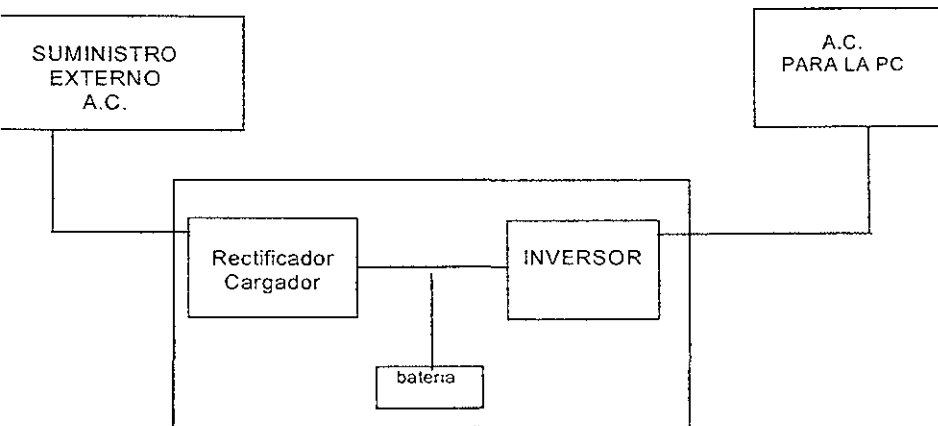 SUMINISTRO
EXTERNO
A.C.
A.C.
PARA LA PC
Rectificador
Cargador
INVERSOR
bateria